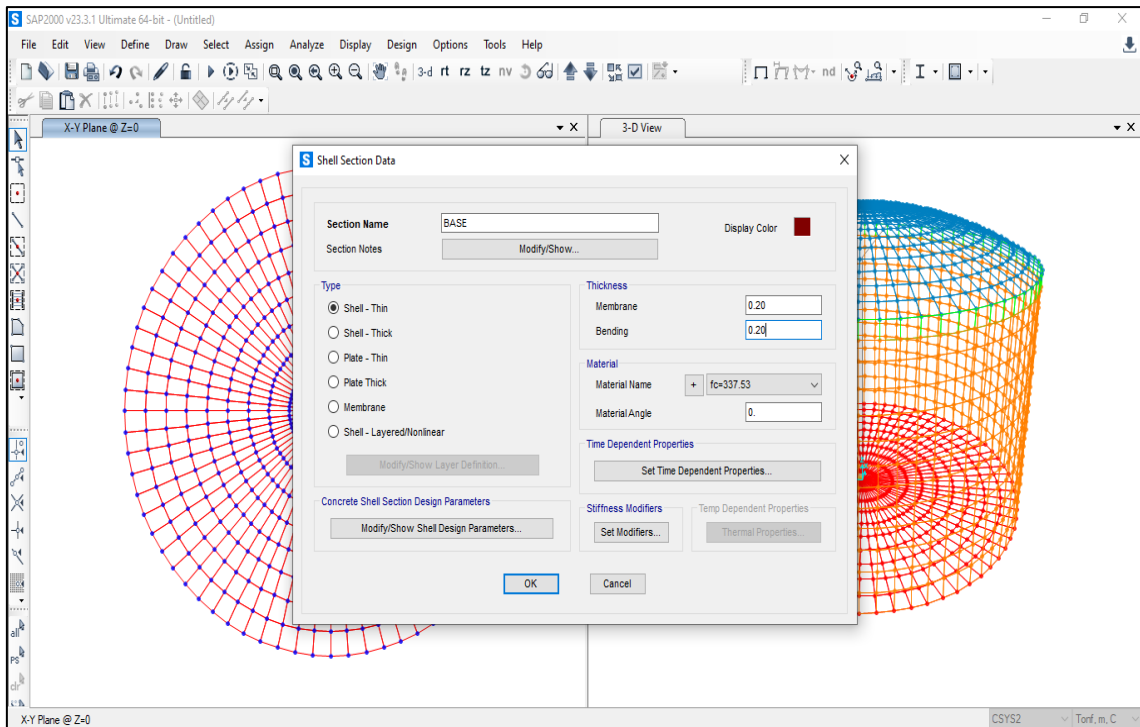 SAP2000 v23.3.1 Ultimate 64-bit - (Untitled)
File Edit View Define Draw Select Assign Analyze Display Design Options Tools Help
3-d rt rz tz nv nd
X-Y Plane @ Z=0
3-D View
Shell Section Data
Section Name BASE Display Color
Section Notes Modify/Show...
Type
Shell - Thin
Shell - Thick
Plate - Thin
Plate Thick
Membrane
Shell - Layered/Nonlinear
Modify/Show Layer Definition...
Concrete Shell Section Design Parameters
Modify/Show Shell Design Parameters...
Thickness
Membrane 0.20
Bending 0.20
Material
Material Name + fc=337.53
Material Angle 0.
Time Dependent Properties
Set Time Dependent Properties...
Stiffness Modifiers
Set Modifiers...
Temp Dependent Properties
Thermal Properties...
OK Cancel
all
PS
dr
X-Y Plane @ Z=0
CSYS2 Tonf, m, C